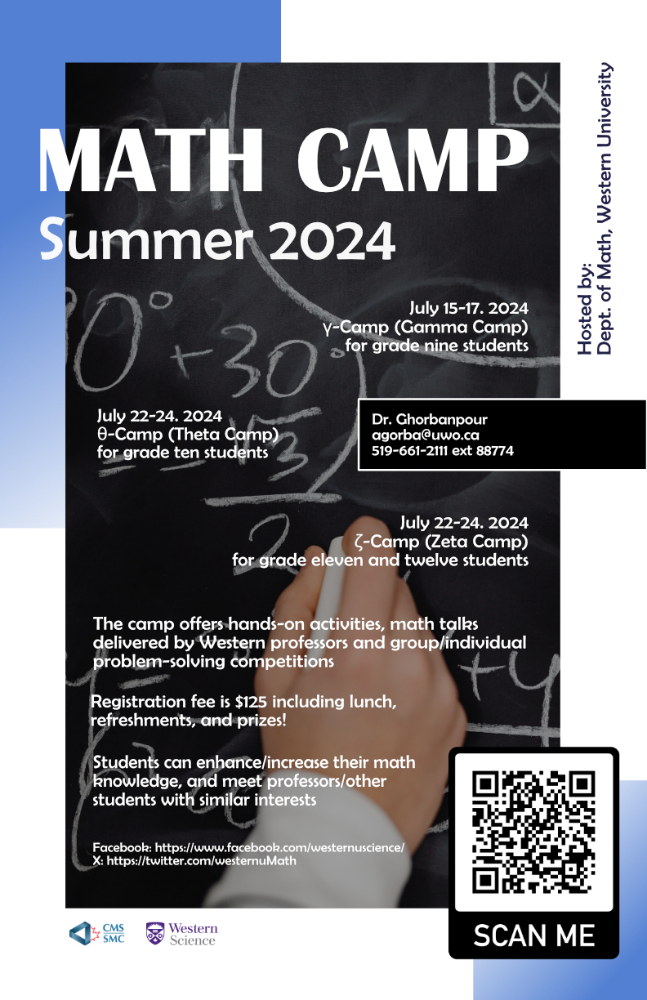 MATH CAMP
Summer 2024
Hosted by:
Dept. of Math, Western University
July 15-17. 2024
γ-Camp (Gamma Camp)
for grade nine students
July 22-24. 2024
θ-Camp (Theta Camp)
for grade ten students
Dr. Ghorbanpour
agorba@uwo.ca
519-661-2111 ext 88774
July 22-24. 2024
ζ-Camp (Zeta Camp)
for grade eleven and twelve students
The camp offers hands-on activities, math talks
delivered by Western professors and group/individual
problem-solving competitions
Registration fee is $125 including lunch,
refreshments, and prizes!
Students can enhance/increase their math
knowledge, and meet professors/other
students with similar interests
Facebook: https://www.facebook.com/westernuscience/
X: https://twitter.com/westernuMath
CMS
SMC
Western
Science
SCAN ME
α
0° + 30°
√3
2
+ y